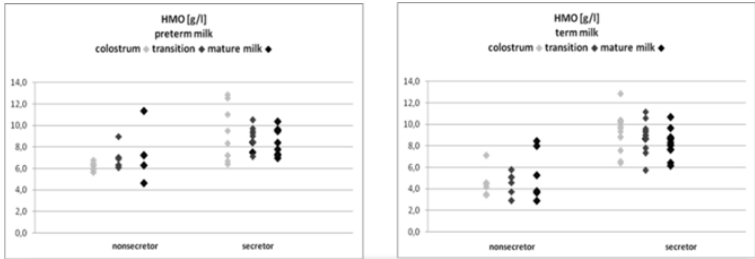 HMO [g/l]
preterm milk
colostrum transition mature milk
14,0
12,0
10,0
8,0
6,0
4,0
2,0
0,0
nonsecretor secretor
HMO [g/l]
term milk
colostrum transition mature milk
14,0
12,0
10,0
8,0
6,0
4,0
2,0
0,0
nonsecretor secretor